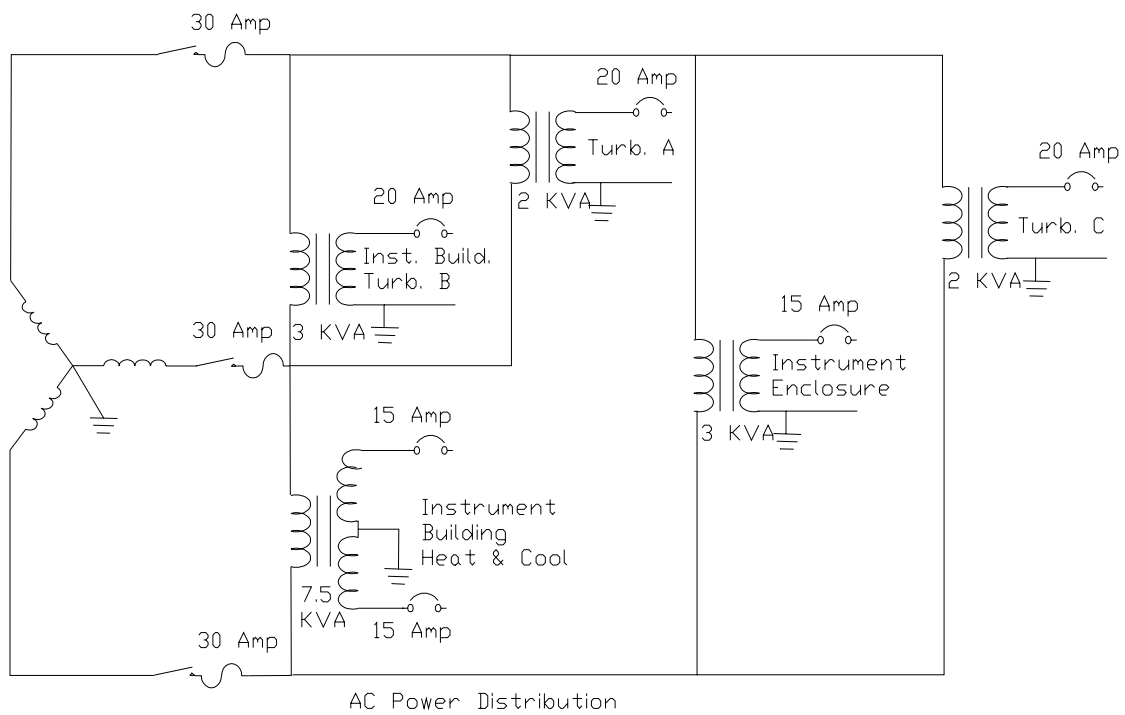 30 Amp
20 Amp
Turb. A
2 KVA
20 Amp
Turb. C
2 KVA
20 Amp
Inst. Build.
Turb. B
3 KVA
30 Amp
15 Amp
Instrument
Enclosure
3 KVA
15 Amp
Instrument
Building
Heat & Cool
7.5
KVA
15 Amp
30 Amp
AC Power Distribution